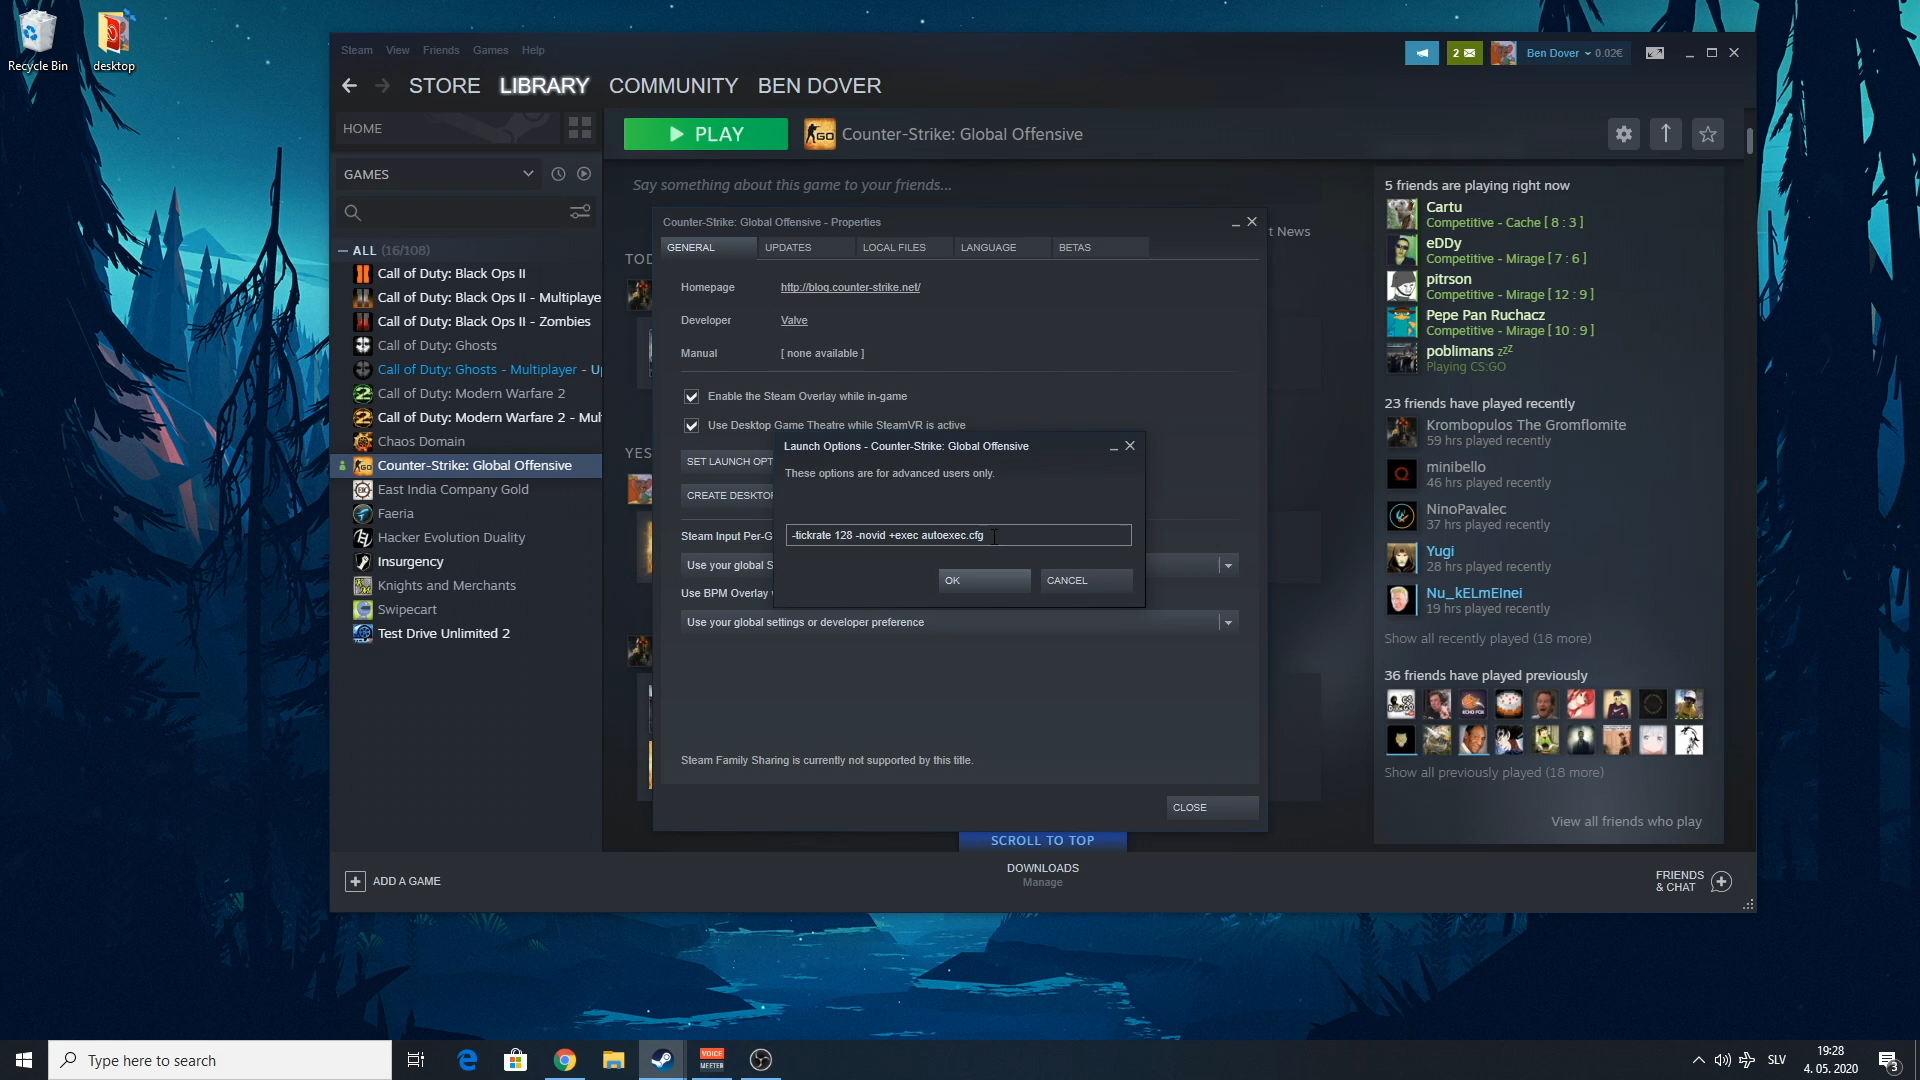 Recycle Bin
desktop
Steam View Friends Games Help
2
Ben Dover 0.02€
STORE LIBRARY COMMUNITY BEN DOVER
HOME
PLAY
GO
Counter-Strike: Global Offensive
GAMES
Say something about this game to your friends...
ALL (16/108)
Call of Duty: Black Ops II
Call of Duty: Black Ops II - Multiplaye
Call of Duty: Black Ops II - Zombies
Call of Duty: Ghosts
Call of Duty: Ghosts - Multiplayer - Up
Call of Duty: Modern Warfare 2
Call of Duty: Modern Warfare 2 - Mul
Chaos Domain
Counter-Strike: Global Offensive
East India Company Gold
Faeria
Hacker Evolution Duality
Insurgency
Knights and Merchants
Swipecart
Test Drive Unlimited 2
TOD
YES
t News
Counter-Strike: Global Offensive - Properties
GENERAL UPDATES LOCAL FILES LANGUAGE BETAS
Homepage http://blog.counter-strike.net/
Developer Valve
Manual [ none available ]
Enable the Steam Overlay while in-game
Use Desktop Game Theatre while SteamVR is active
SET LAUNCH OPT
CREATE DESKTOP
Steam Input Per-G
Use your global S
Use BPM Overlay w
Use your global settings or developer preference
Steam Family Sharing is currently not supported by this title.
CLOSE
Launch Options - Counter-Strike: Global Offensive
These options are for advanced users only.
-tickrate 128 -novid +exec autoexec.cfg
OK CANCEL
5 friends are playing right now
Cartu
Competitive - Cache [ 8 : 3 ]
eDDy
Competitive - Mirage [ 7 : 6 ]
pitrson
Competitive - Mirage [ 12 : 9 ]
Pepe Pan Ruchacz
Competitive - Mirage [ 10 : 9 ]
poblimans zzz
Playing CS:GO
23 friends have played recently
Krombopulos The Gromflomite
59 hrs played recently
minibello
46 hrs played recently
NinoPavalec
37 hrs played recently
Yugi
28 hrs played recently
Nu_kELmEInei
19 hrs played recently
Show all recently played (18 more)
36 friends have played previously
Show all previously played (18 more)
View all friends who play
SCROLL TO TOP
ADD A GAME
DOWNLOADS
Manage
FRIENDS
& CHAT
Type here to search
VOICE
MEETER
SLV
19:28
4. 05. 2020
3